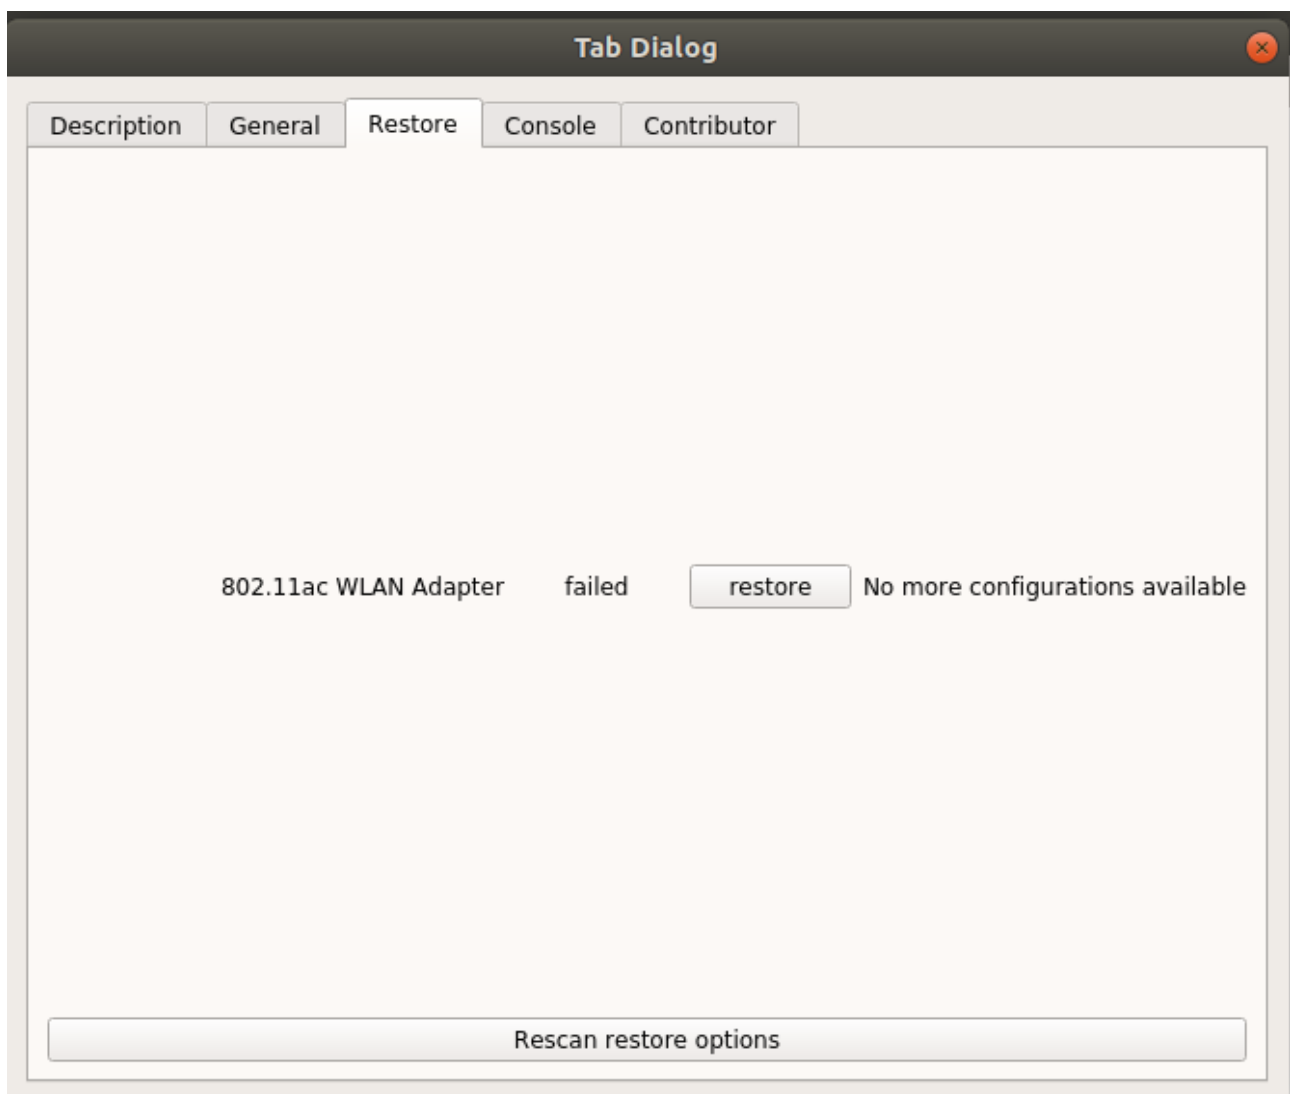 Tab Dialog
Description General Restore Console Contributor
802.11ac WLAN Adapter failed restore No more configurations available
Rescan restore options